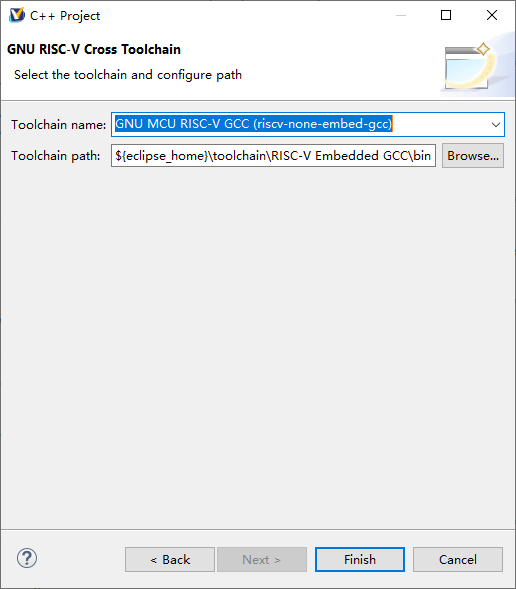 C++ Project
GNU RISC-V Cross Toolchain
Select the toolchain and configure path
Toolchain name: GNU MCU RISC-V GCC (riscv-none-embed-gcc)
Toolchain path: ${eclipse_home}\toolchain\RISC-V Embedded GCC\bin Browse...
? < Back Next > Finish Cancel